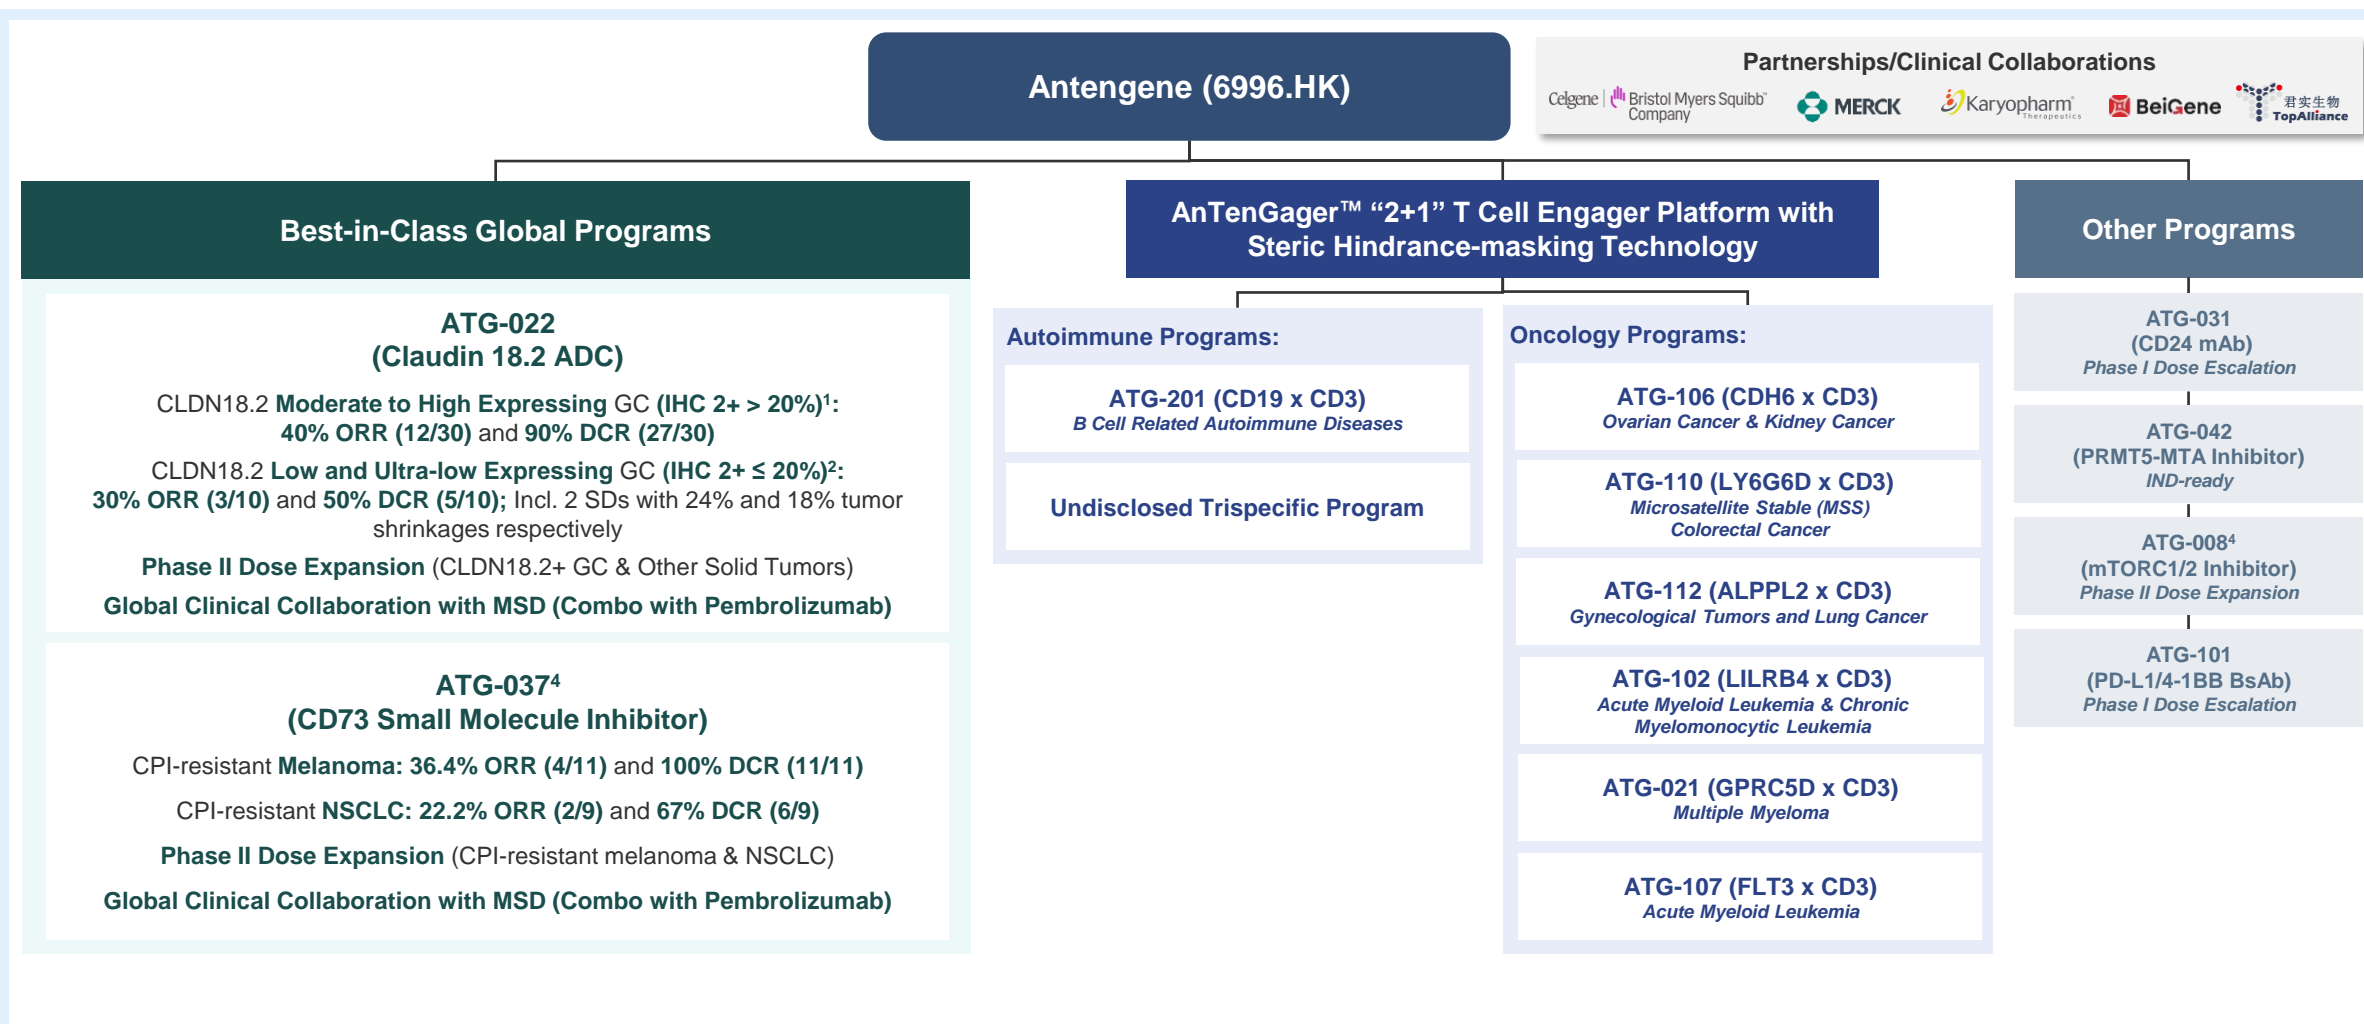 Antengene (6996.HK)
Partnerships/Clinical Collaborations
Celgene | Bristol Myers Squibb™
Company
MERCK
Karyopharm®
Therapeutics
BeiGene
君实生物
TopAlliance
Best-in-Class Global Programs
ATG-022
(Claudin 18.2 ADC)
CLDN18.2 Moderate to High Expressing GC (IHC 2+ > 20%)¹:
40% ORR (12/30) and 90% DCR (27/30)
CLDN18.2 Low and Ultra-low Expressing GC (IHC 2+ ≤ 20%)²:
30% ORR (3/10) and 50% DCR (5/10); Incl. 2 SDs with 24% and 18% tumor
shrinkages respectively
Phase II Dose Expansion (CLDN18.2+ GC & Other Solid Tumors)
Global Clinical Collaboration with MSD (Combo with Pembrolizumab)
ATG-037⁴
(CD73 Small Molecule Inhibitor)
CPI-resistant Melanoma: 36.4% ORR (4/11) and 100% DCR (11/11)
CPI-resistant NSCLC: 22.2% ORR (2/9) and 67% DCR (6/9)
Phase II Dose Expansion (CPI-resistant melanoma & NSCLC)
Global Clinical Collaboration with MSD (Combo with Pembrolizumab)
AnTenGager™ “2+1” T Cell Engager Platform with
Steric Hindrance-masking Technology
Autoimmune Programs:
ATG-201 (CD19 x CD3)
B Cell Related Autoimmune Diseases
Undisclosed Trispecific Program
Oncology Programs:
ATG-106 (CDH6 x CD3)
Ovarian Cancer & Kidney Cancer
ATG-110 (LY6G6D x CD3)
Microsatellite Stable (MSS)
Colorectal Cancer
ATG-112 (ALPPL2 x CD3)
Gynecological Tumors and Lung Cancer
ATG-102 (LILRB4 x CD3)
Acute Myeloid Leukemia & Chronic
Myelomonocytic Leukemia
ATG-021 (GPRC5D x CD3)
Multiple Myeloma
ATG-107 (FLT3 x CD3)
Acute Myeloid Leukemia
Other Programs
ATG-031
(CD24 mAb)
Phase I Dose Escalation
ATG-042
(PRMT5-MTA Inhibitor)
IND-ready
ATG-008⁴
(mTORC1/2 Inhibitor)
Phase II Dose Expansion
ATG-101
(PD-L1/4-1BB BsAb)
Phase I Dose Escalation